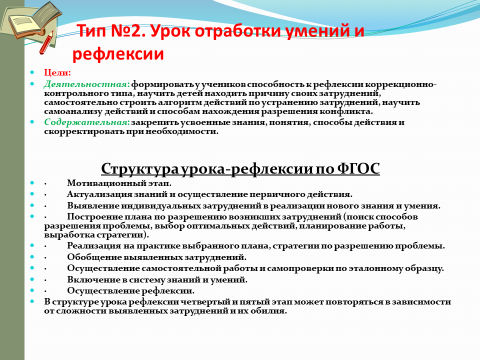 Тип №2. Урок отработки умений и
рефлексии
Цели:
Деятельностная: формировать у учеников способность к рефлексии коррекционно-
контрольного типа, научить детей находить причину своих затруднений,
самостоятельно строить алгоритм действий по устранению затруднений, научить
самоанализу действий и способам нахождения разрешения конфликта.
Содержательная: закрепить усвоенные знания, понятия, способы действия и
скорректировать при необходимости.
Структура урока-рефлексии по ФГОС
· Мотивационный этап.
· Актуализация знаний и осуществление первичного действия.
· Выявление индивидуальных затруднений в реализации нового знания и умения.
· Построение плана по разрешению возникших затруднений (поиск способов
разрешения проблемы, выбор оптимальных действий, планирование работы,
выработка стратегии).
· Реализация на практике выбранного плана, стратегии по разрешению проблемы.
· Обобщение выявленных затруднений.
· Осуществление самостоятельной работы и самопроверки по эталонному образцу.
· Включение в систему знаний и умений.
· Осуществление рефлексии.
В структуре урока рефлексии четвертый и пятый этап может повторяться в зависимости
от сложности выявленных затруднений и их обилия.